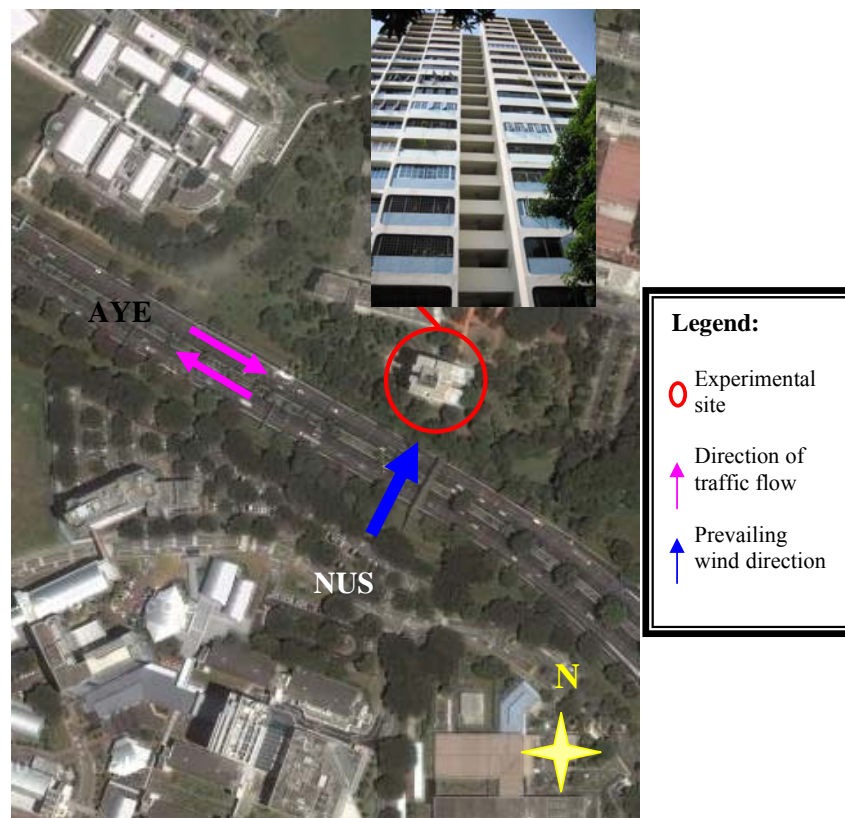 AYE
NUS
N
Legend:
Experimental
site
Direction of
traffic flow
Prevailing
wind direction